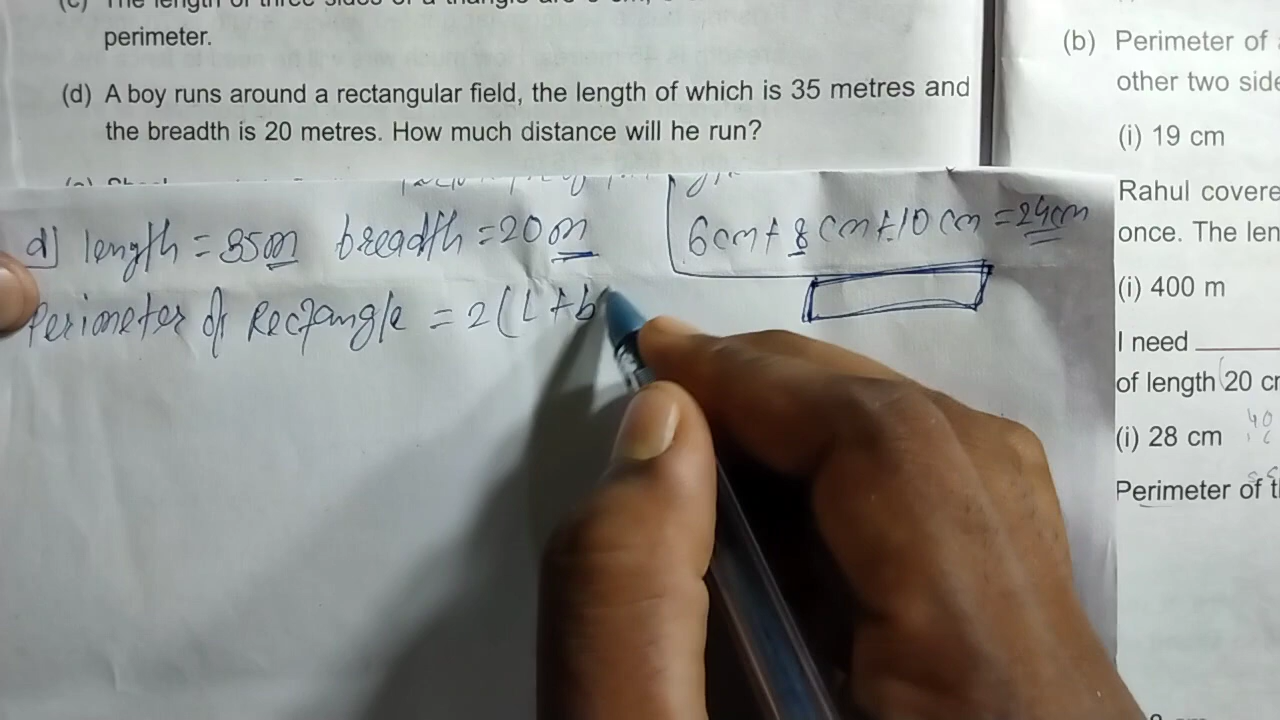 perimeter.
(d) A boy runs around a rectangular field, the length of which is 35 metres and
the breadth is 20 metres. How much distance will he run?
d] length = 35m breadth = 20m
6cm + 8cm + 10cm = 24cm
Perimeter of Rectangle = 2(l+b
(b) Perimeter of
other two side
(i) 19 cm
Rahul covere
once. The len
(i) 400 m
I need
of length 20 cm
(i) 28 cm
40
Perimeter of t